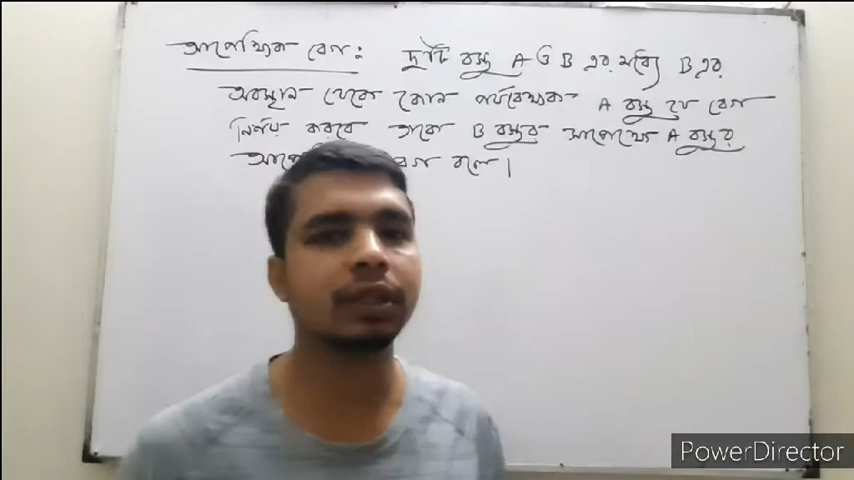 আপেক্ষিক বেগ: দুটি বস্তু A ও B এর মধ্যে B এর
অবস্থান থেকে কোন পর্যবেক্ষক A বস্তুর যে বেগ
নির্ণয় করবে তাকে B বস্তুর সাপেক্ষে A বস্তুর
বেগ বলে।
PowerDirector